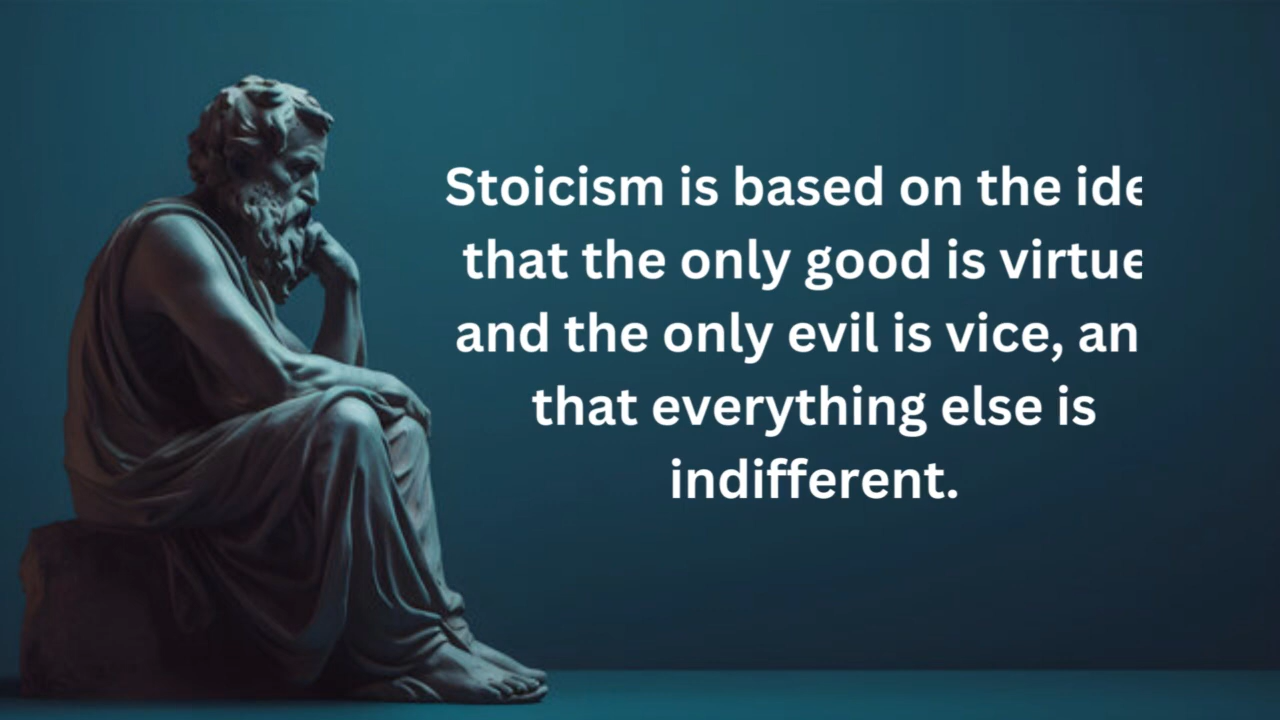 Stoicism is based on the ide
that the only good is virtue
and the only evil is vice, an
that everything else is
indifferent.